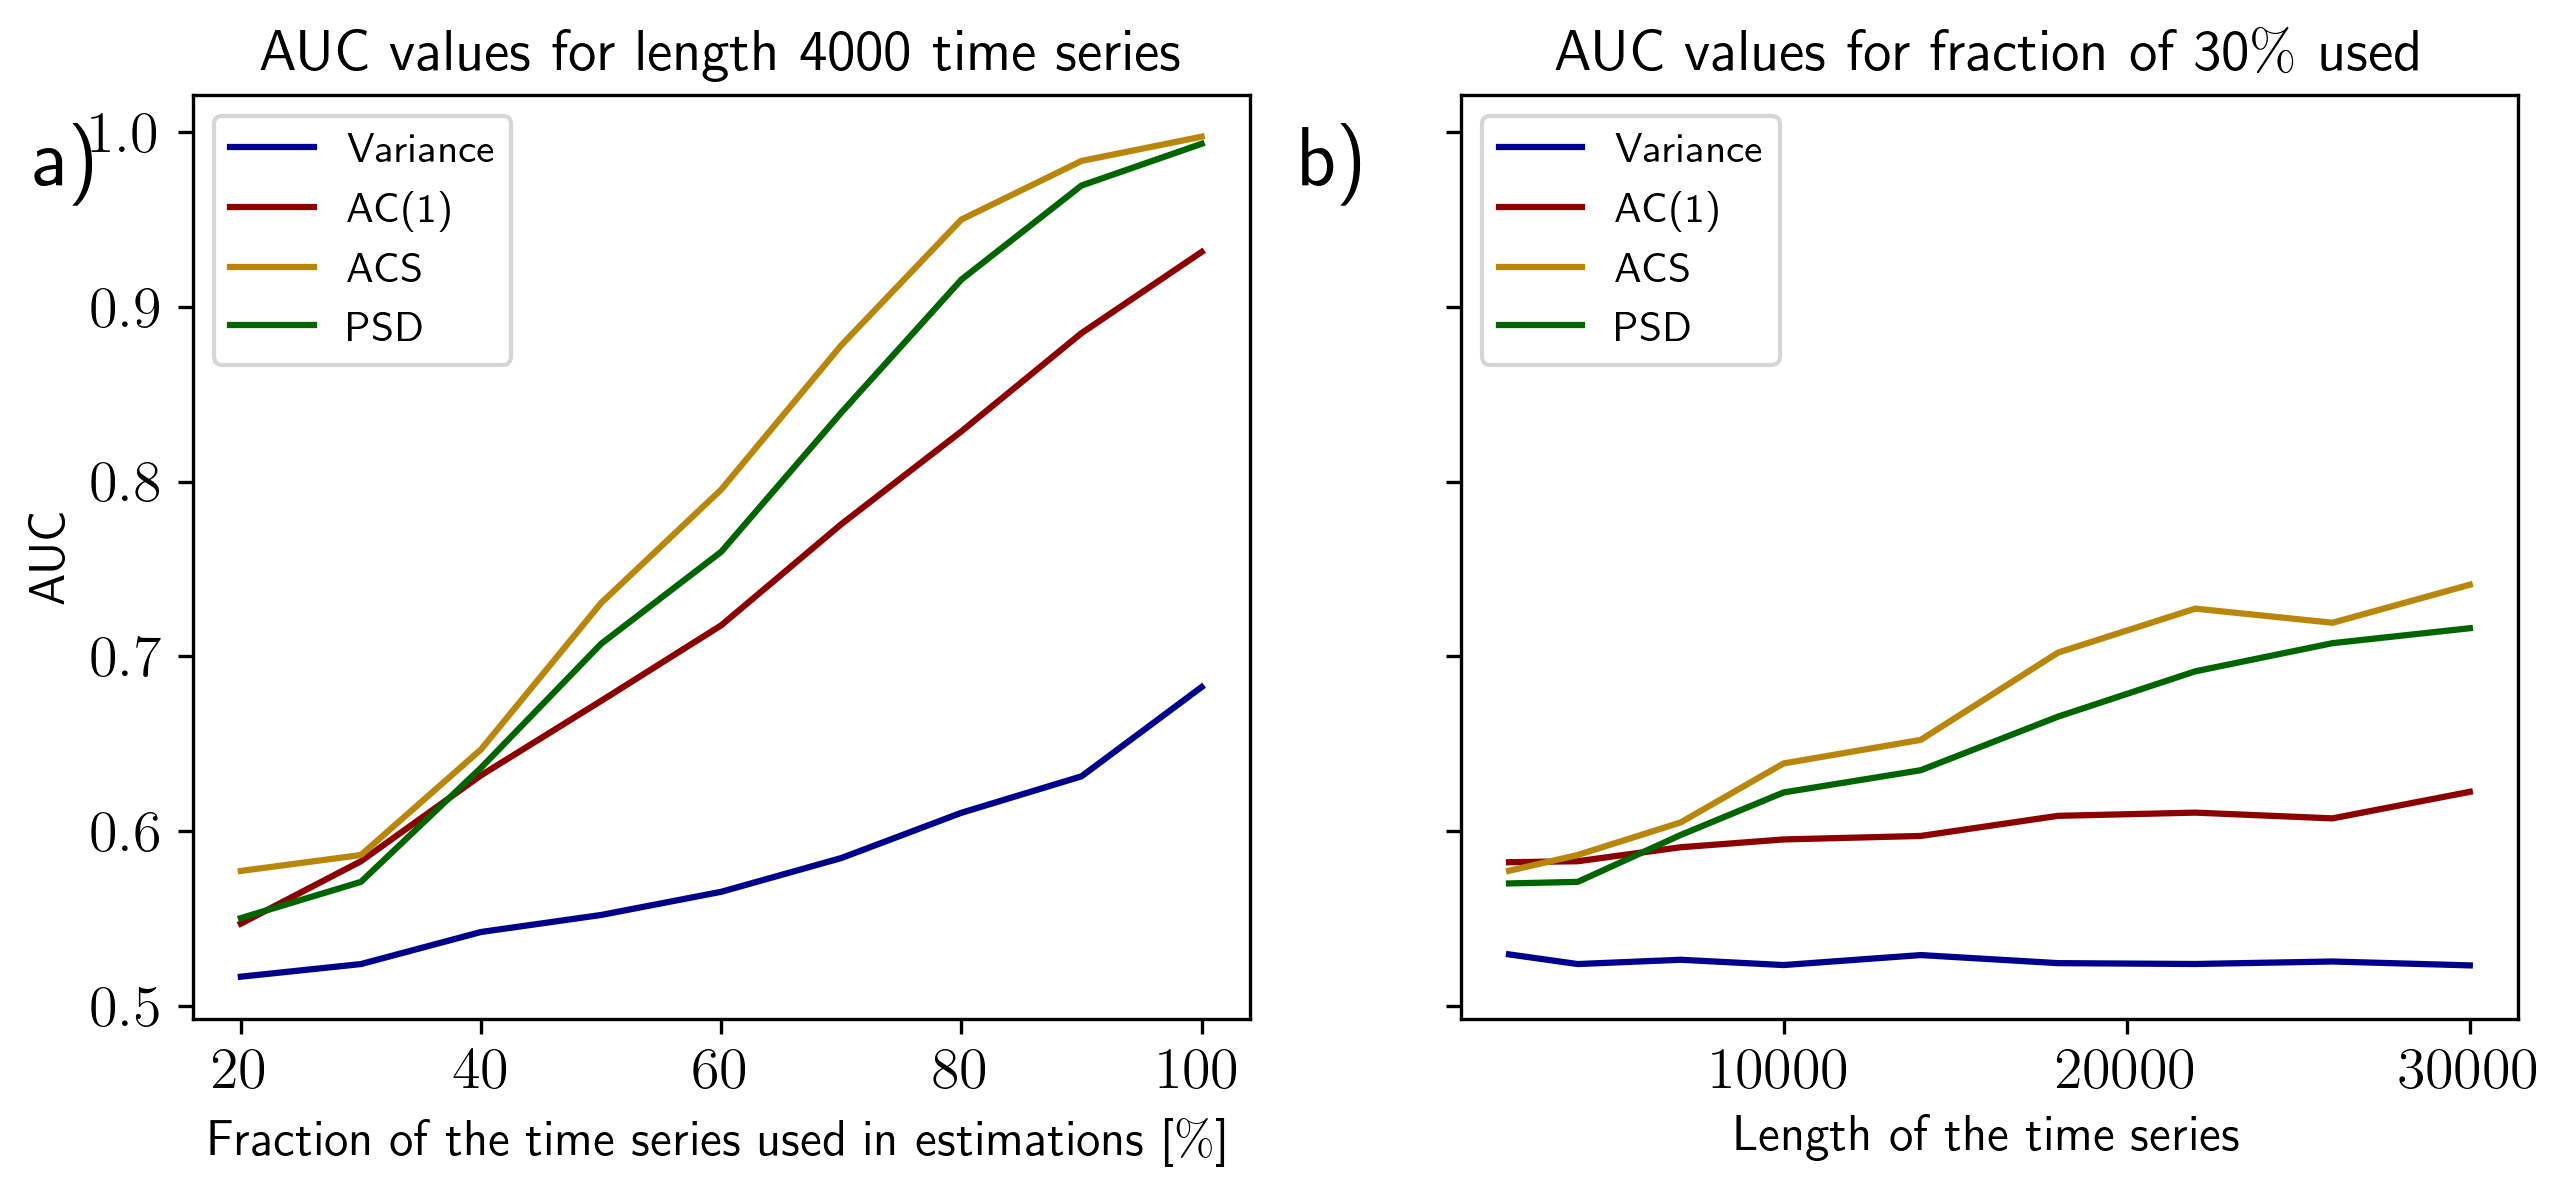 AUC values for length 4000 time series
a)
1.0
0.9
0.8
0.7
0.6
0.5
AUC
Variance
AC(1)
ACS
PSD
20 40 60 80 100
Fraction of the time series used in estimations [%]
AUC values for fraction of 30% used
b)
Variance
AC(1)
ACS
PSD
10000 20000 30000
Length of the time series